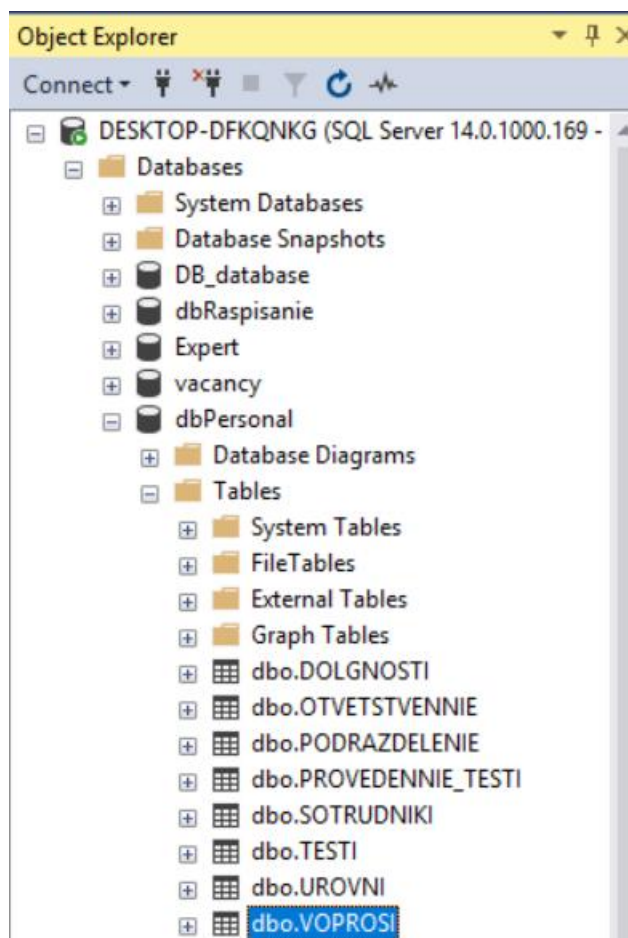 Object Explorer
Connect
DESKTOP-DFKQNKG (SQL Server 14.0.1000.169 -
Databases
System Databases
Database Snapshots
DB_database
dbRaspisanie
Expert
vacancy
dbPersonal
Database Diagrams
Tables
System Tables
FileTables
External Tables
Graph Tables
dbo.DOLGNOSTI
dbo.OTVETSTVENNIE
dbo.PODRAZDELENIE
dbo.PROVEDENNIE_TESTI
dbo.SOTRUDNIKI
dbo.TESTI
dbo.UROVNI
dbo.VOPROSI